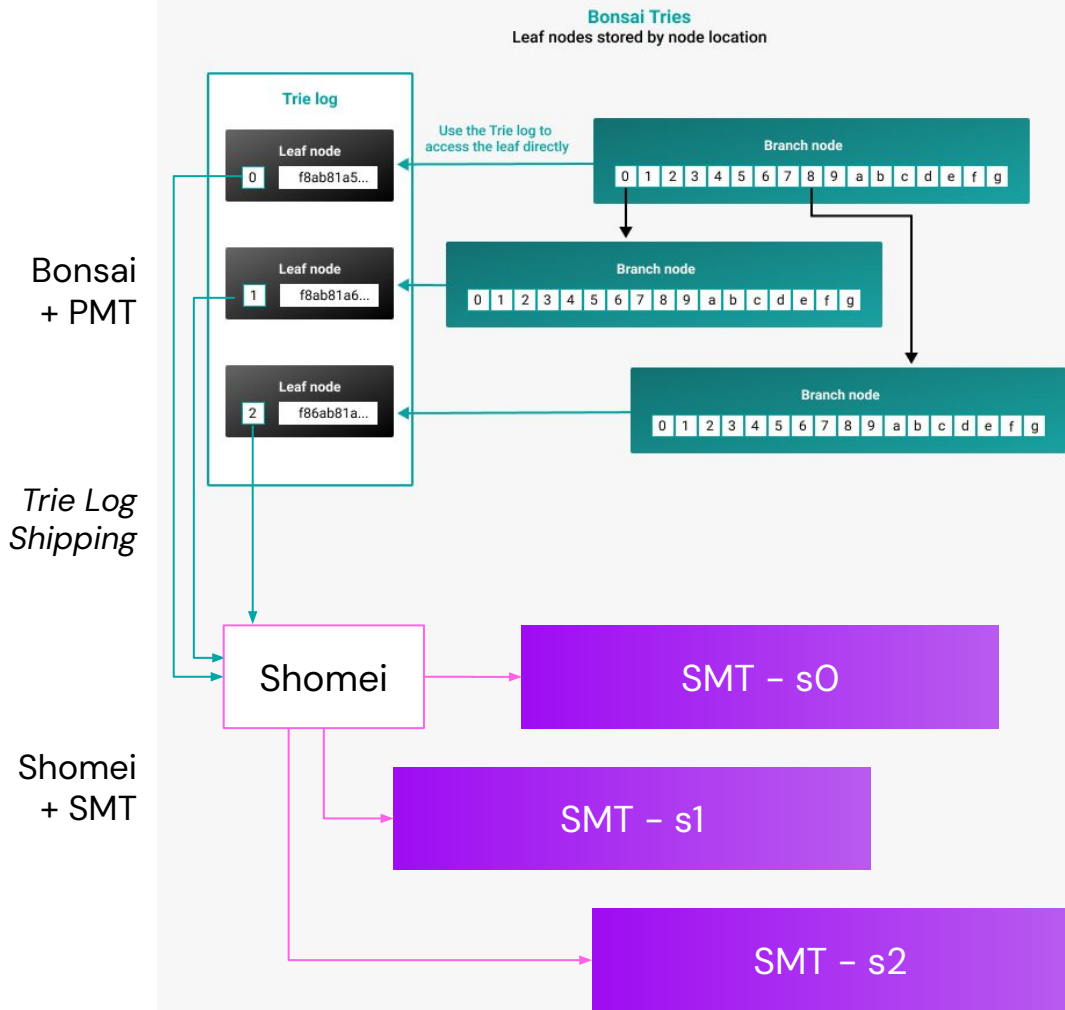 Bonsai Tries
Leaf nodes stored by node location
Trie log
Leaf node
0 f8ab81a5...
Use the Trie log to
access the leaf directly
Branch node
0 1 2 3 4 5 6 7 8 9 a b c d e f g
Bonsai
+ PMT
Leaf node
1 f8ab81a6...
Branch node
0 1 2 3 4 5 6 7 8 9 a b c d e f g
Leaf node
2 f86ab81a...
Branch node
0 1 2 3 4 5 6 7 8 9 a b c d e f g
Trie Log
Shipping
Shomei
SMT - s0
Shomei
+ SMT
SMT - s1
SMT - s2